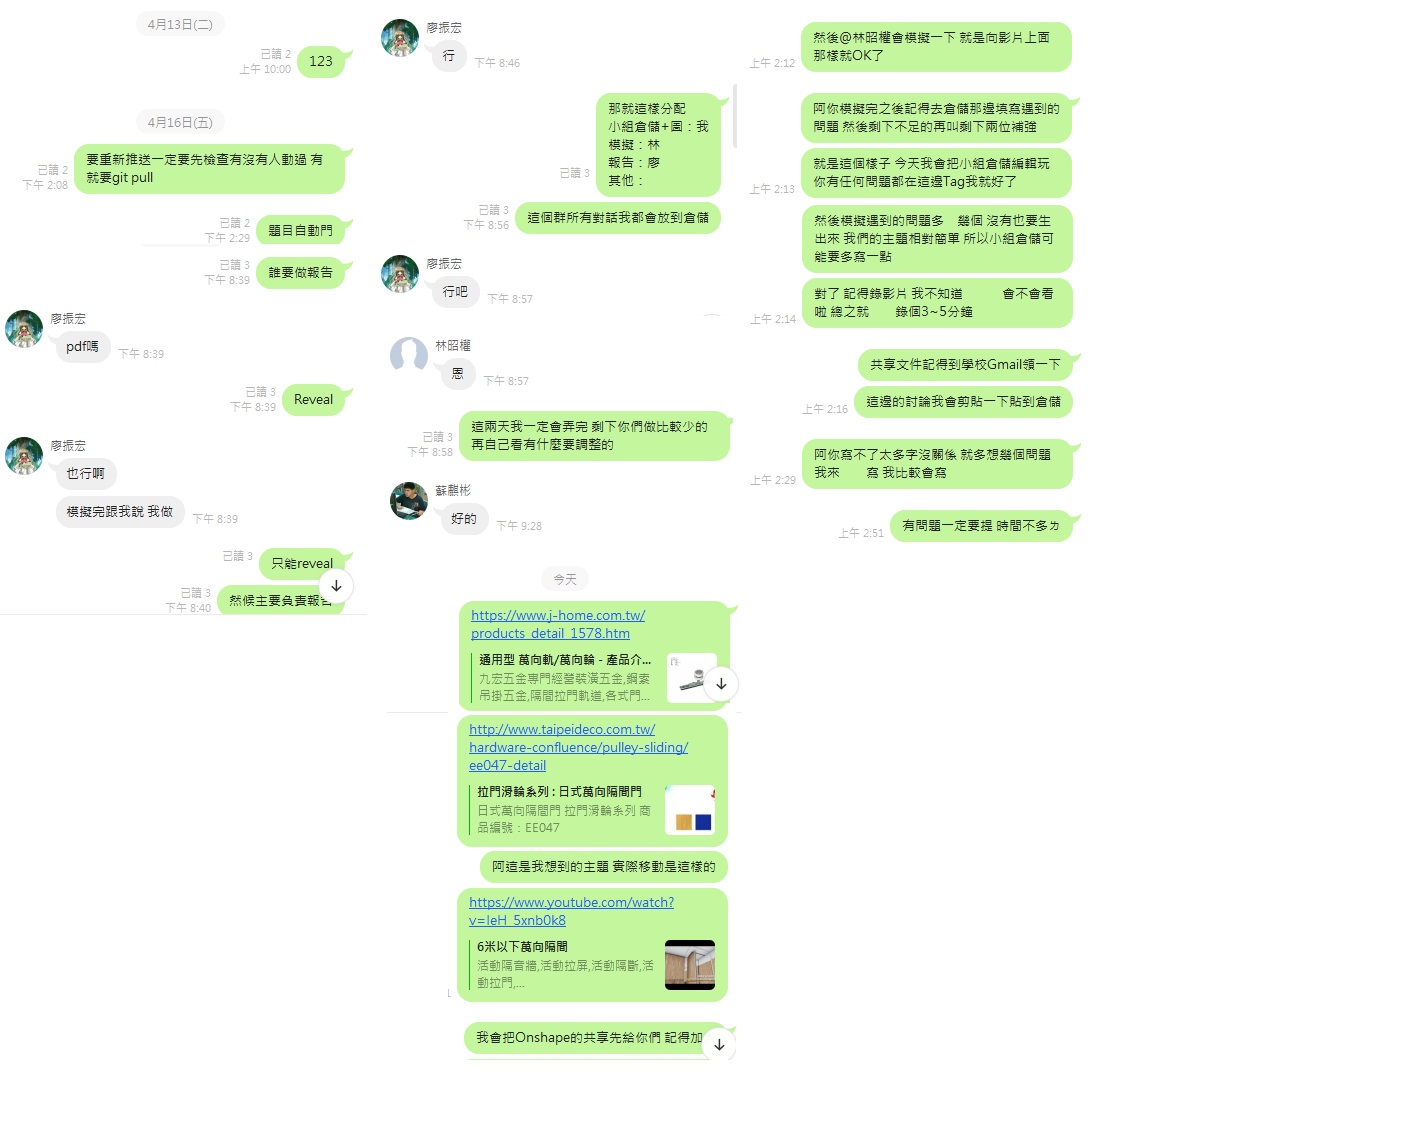 4月13日(二)
已讀 2
上午 10:00
123
4月16日(五)
要重新推送一定要先檢查有沒有人動過 有
就要git pull
已讀 2
下午 2:08
已讀 2
下午 2:29
題目自動門
已讀 3
下午 8:39
誰要做報告
廖振宏
pdf嗎
下午 8:39
已讀 3
下午 8:39
Reveal
廖振宏
也行啊
模擬完跟我說 我做
下午 8:39
已讀 3
只能reveal
已讀 3
下午 8:40
然候主要負責報告
廖振宏
行
下午 8:46
那就這樣分配
小組倉儲+圖：我
模擬：林
報告：廖
其他：
已讀 3
已讀 3
下午 8:56
這個群所有對話我都會放到倉儲
廖振宏
行吧
下午 8:57
林昭權
恩
下午 8:57
這兩天我一定會弄完 剩下你們做比較少的
再自己看有什麼要調整的
已讀 3
下午 8:58
蘇麒彬
好的
下午 9:28
今天
https://www.j-home.com.tw/
products_detail_1578.htm
通用型 萬向軌/萬向輪 - 產品介...
九宏五金專門經營裝潢五金,鋼索
吊掛五金,隔間拉門軌道,各式門...
http://www.taipeideco.com.tw/
hardware-confluence/pulley-sliding/
ee047-detail
拉門滑輪系列 : 日式萬向隔間門
日式萬向隔間門 拉門滑輪系列 商
品編號：EE047
阿這是我想到的主題 實際移動是這樣的
https://www.youtube.com/watch?
v=IeH_5xnb0k8
6米以下萬向隔間
活動隔音牆,活動拉屏,活動隔斷,活
動拉門,...
我會把Onshape的共享先給你們 記得加
然後@林昭權會模擬一下 就是向影片上面
那樣就OK了
上午 2:12
阿你模擬完之後記得去倉儲那邊填寫遇到的
問題 然後剩下不足的再叫剩下兩位補強
就是這個樣子 今天我會把小組倉儲編輯玩
你有任何問題都在這邊Tag我就好了
上午 2:13
然後模擬遇到的問題多 幾個 沒有也要生
出來 我們的主題相對簡單 所以小組倉儲可
能要多寫一點
對了 記得錄影片 我不知道 會不會看
啦 總之就 錄個3~5分鐘
上午 2:14
共享文件記得到學校Gmail領一下
這邊的討論我會剪貼一下貼到倉儲
上午 2:16
阿你寫不了太多字沒關係 就多想幾個問題
我來 寫 我比較會寫
上午 2:29
有問題一定要提 時間不多ㄌ
上午 2:51